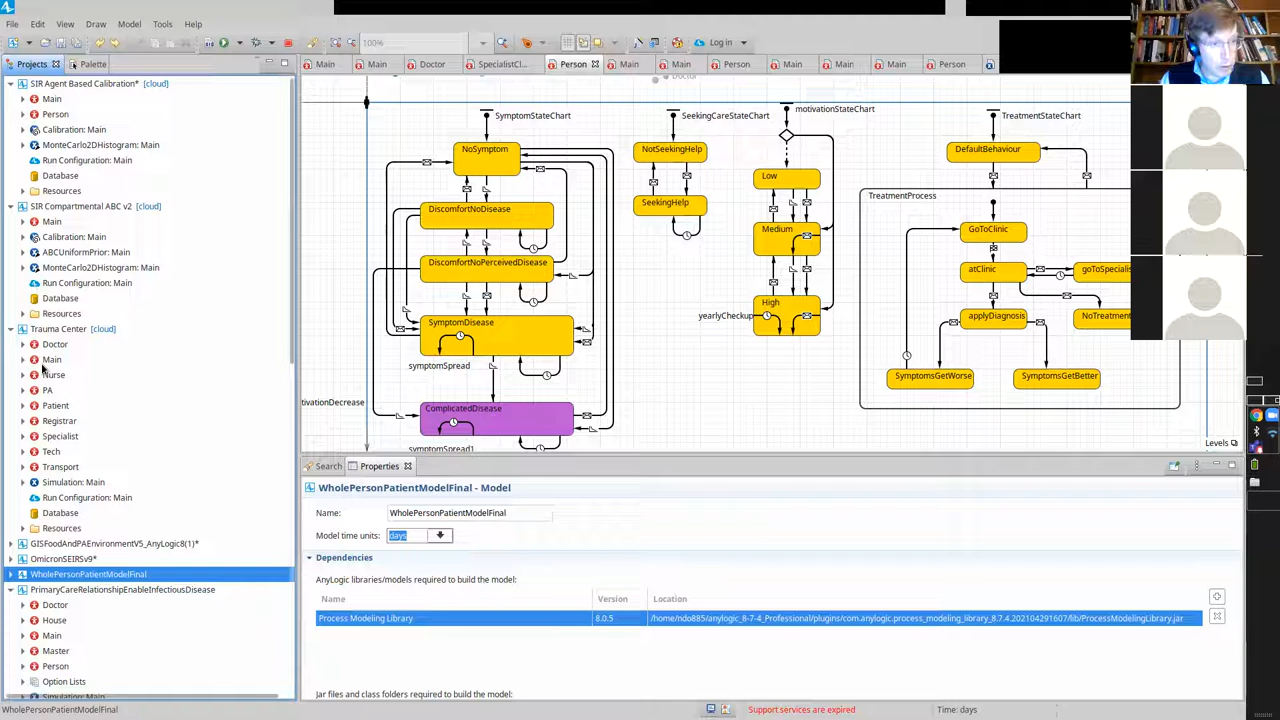 File Edit View Draw Model Tools Help
100% Log in
Projects Palette
Main Main Doctor SpecialistCl... Person Main Main Person Main Main Main Person
SIR Agent Based Calibration* [cloud]
Main
Person
Calibration: Main
MonteCarlo2DHistogram: Main
Run Configuration: Main
Database
Resources
SIR Compartmental ABC v2 [cloud]
Main
Calibration: Main
ABCUniformPrior: Main
MonteCarlo2DHistogram: Main
Run Configuration: Main
Database
Resources
Trauma Center [cloud]
Doctor
Main
Nurse
PA
Patient
Registrar
Specialist
Tech
Transport
Simulation: Main
Run Configuration: Main
Database
Resources
GISFoodAndPAEnvironmentV5_AnyLogic8(1)*
OmicronSEIRSv9*
WholePersonPatientModelFinal
PrimaryCareRelationshipEnableInfectiousDisease
Doctor
House
Main
Master
Person
Option Lists
Simulation: Main
Doctor
SymptomStateChart
NoSymptom
DiscomfortNoDisease
DiscomfortNoPerceivedDisease
SymptomDisease
symptomSpread
ComplicatedDisease
symptomSpread1
tivationDecrease
SeekingCareStateChart
NotSeekingHelp
SeekingHelp
motivationStateChart
Low
Medium
High
yearlyCheckup
TreatmentStateChart
DefaultBehaviour
TreatmentProcess
GoToClinic
atClinic
goToSpecialis
applyDiagnosis
NoTreatment
SymptomsGetWorse
SymptomsGetBetter
Levels
Search Properties
WholePersonPatientModelFinal - Model
Name: WholePersonPatientModelFinal
Model time units: days
Dependencies
AnyLogic libraries/models required to build the model:
Name Version Location
Process Modeling Library 8.0.5 /home/ndo885/anylogic_8-7-4_Professional/plugins/com.anylogic.process_modeling_library_8.7.4.202104291607/lib/ProcessModelingLibrary.jar
Jar files and class folders required to build the model:
WholePersonPatientModelFinal Support services are expired Time: days